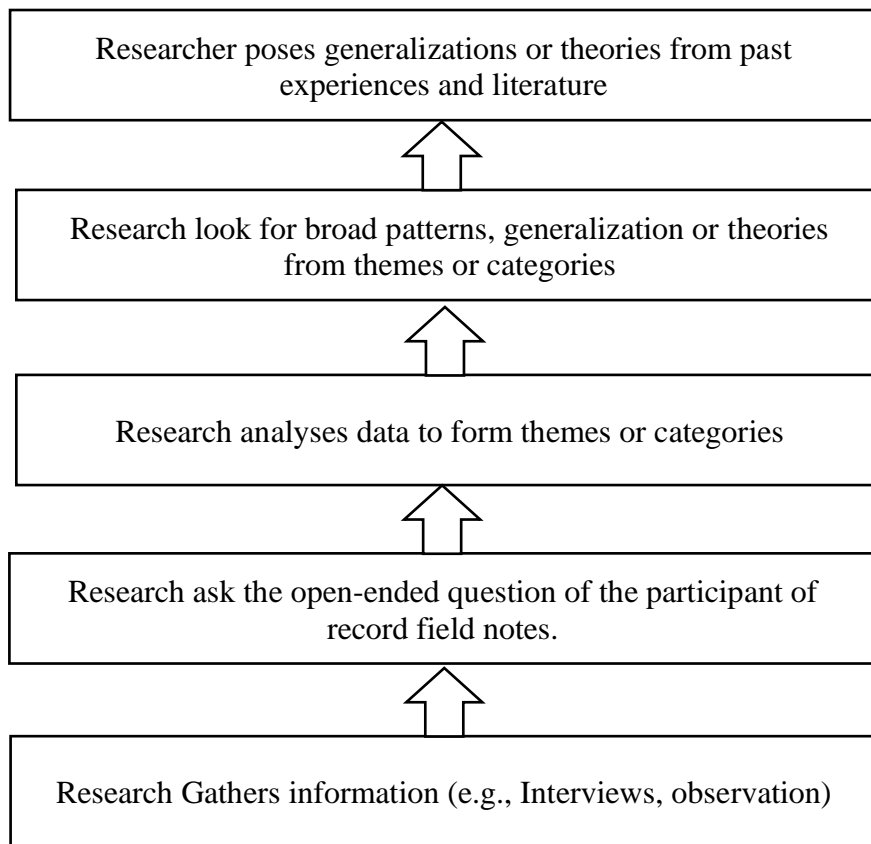 Researcher poses generalizations or theories from past
experiences and literature
Research look for broad patterns, generalization or theories
from themes or categories
Research analyses data to form themes or categories
Research ask the open-ended question of the participant of
record field notes.
Research Gathers information (e.g., Interviews, observation)